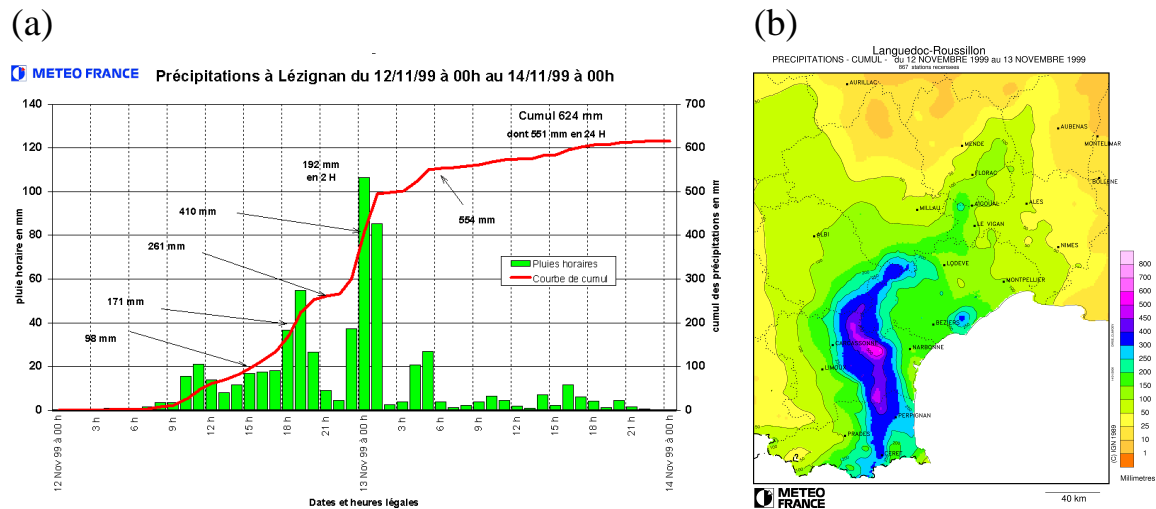 (a)
METEO FRANCE
Précipitations à Lézignan du 12/11/99 à 00h au 14/11/99 à 00h
pluie horaire en mm
140
120
100
80
60
40
20
0
cumul des précipitations en mm
700
600
500
400
300
200
100
0
Cumul 624 mm
dont 551 mm en 24 H
192 mm
en 2 H
410 mm
554 mm
261 mm
171 mm
98 mm
Pluies horaires
Courbe de cumul
12 Nov 99 à 00 h
3 h
6 h
9 h
12 h
15 h
18 h
21 h
13 Nov 99 à 00 h
3 h
6 h
9 h
12 h
15 h
18 h
21 h
14 Nov 99 à 00 h
Dates et heures légales
(b)
Languedoc-Roussillon
PRECIPITATIONS - CUMUL - du 12 NOVEMBRE 1999 au 13 NOVEMBRE 1999
867 stations recensees
AURILLAC
AUBENAS
MONTELIMAR
MENDE
BOLLENE
FLORAC
AIGOUAL
ALES
MILLAU
LE VIGAN
ALBI
NIMES
LODEVE
MONTPELLIER
BEZIERS
CARCASSONNE
NARBONNE
LIMOUX
PERPIGNAN
PRADES
CERET
800
700
600
500
450
400
350
300
250
200
150
100
50
25
10
1
(C) IGN 1989
Millimetres
METEO
FRANCE
40 km